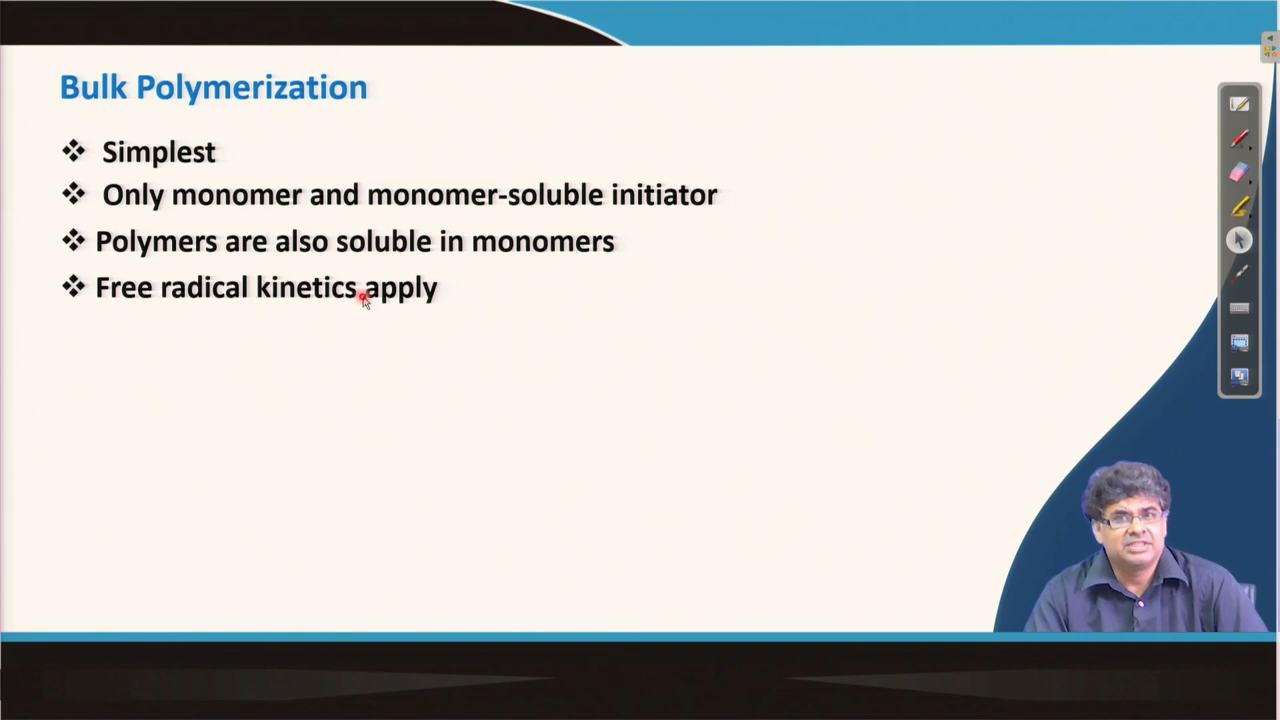 Bulk Polymerization
❖ Simplest
❖ Only monomer and monomer-soluble initiator
❖ Polymers are also soluble in monomers
❖ Free radical kinetics apply